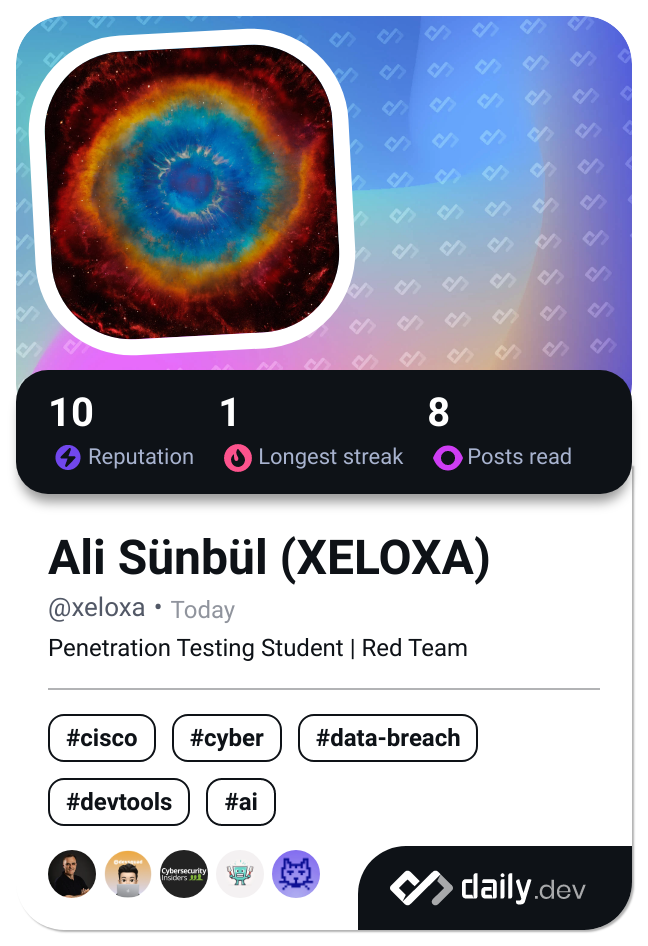 10 1 8
Reputation Longest streak Posts read
Ali Sünbül (XELOXA)
@xeloxa • Today
Penetration Testing Student | Red Team
#cisco #cyber #data-breach
#devtools #ai
Cybersecurity
Insiders
daily.dev